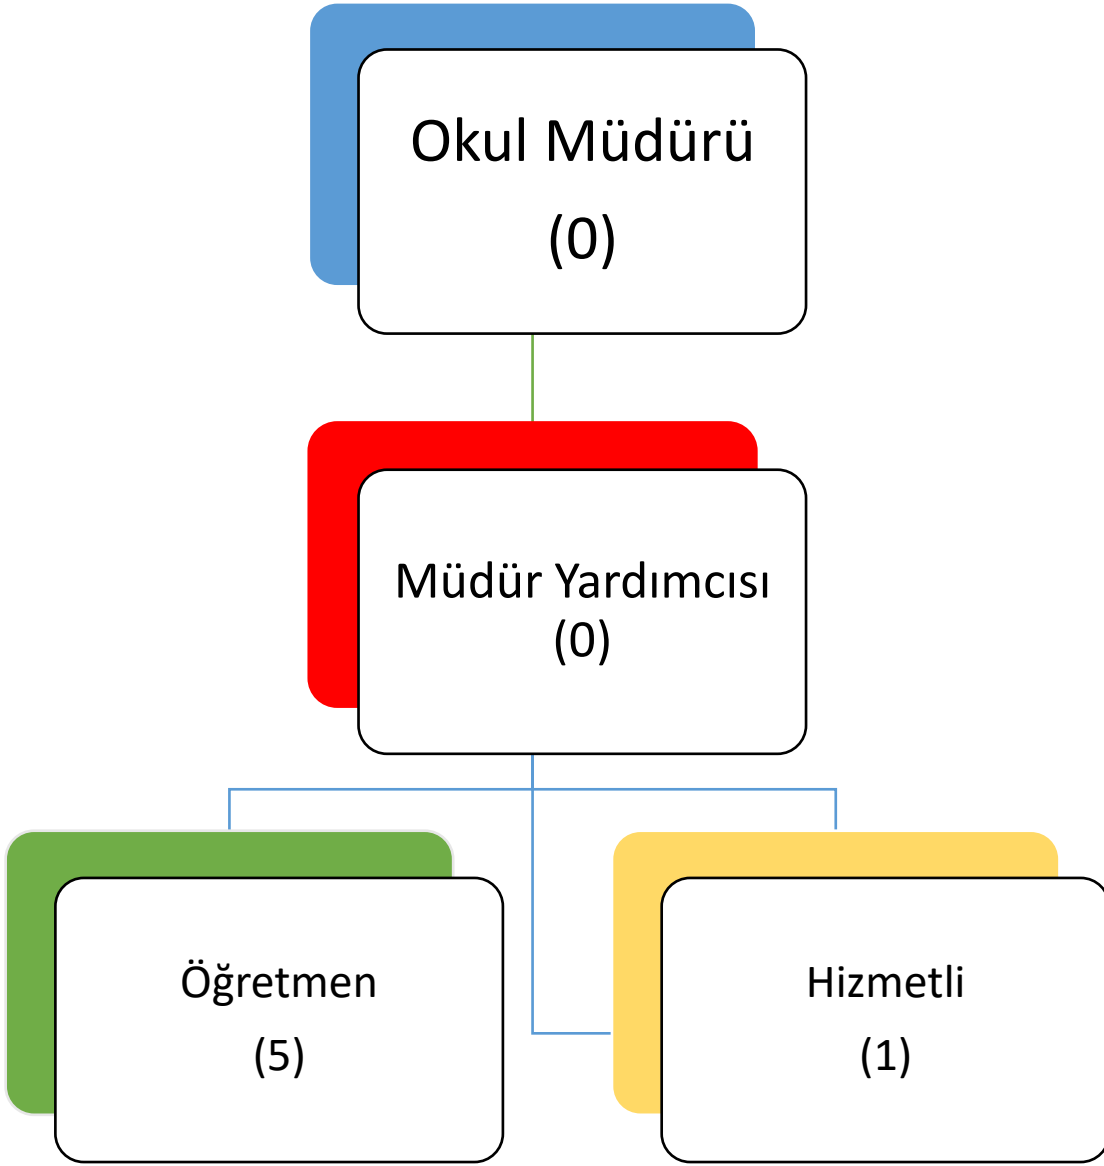 Okul Müdürü
(0)
Müdür Yardımcısı
(0)
Öğretmen
(5)
Hizmetli
(1)